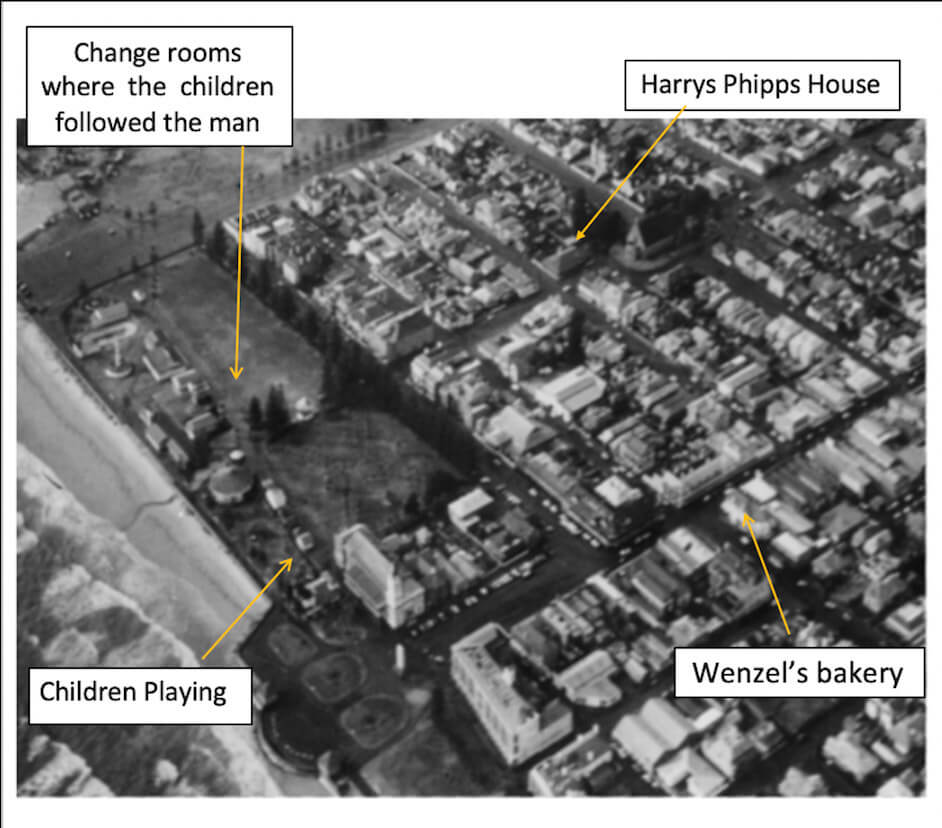 Change rooms
where the children
followed the man
Harrys Phipps House
Children Playing
Wenzel’s bakery